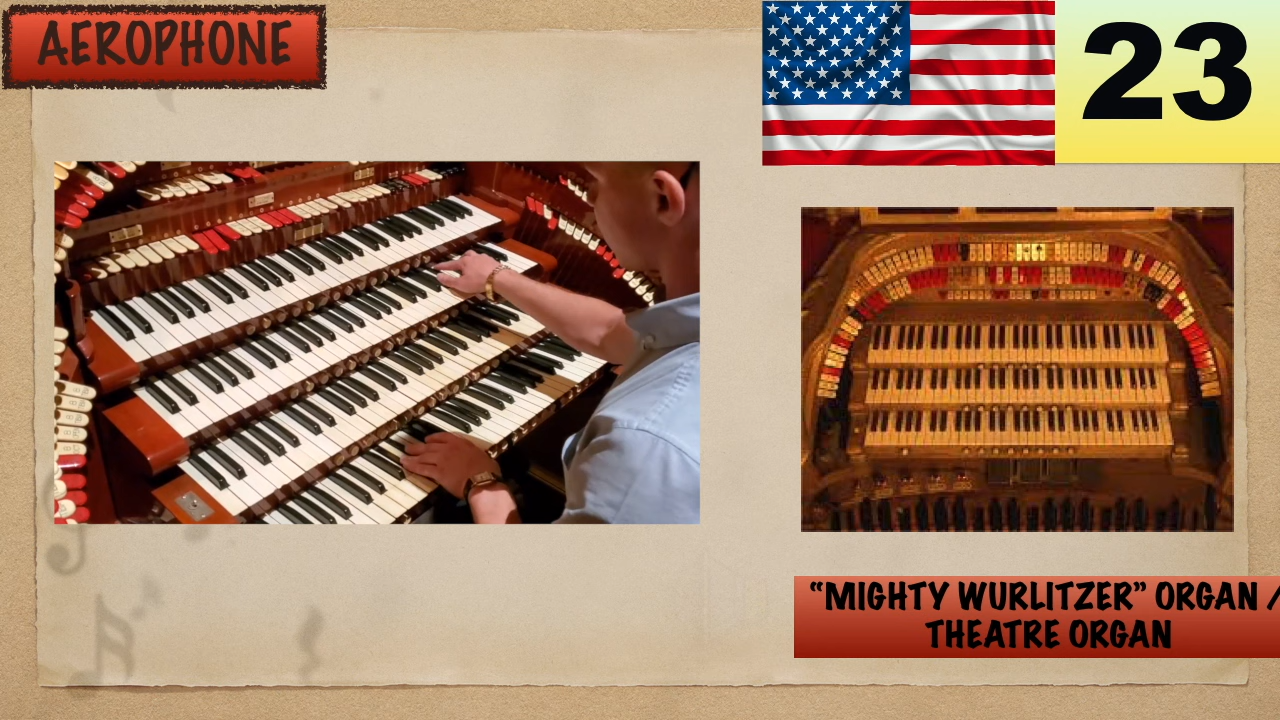 AEROPHONE
23
“MIGHTY WURLITZER” ORGAN /
THEATRE ORGAN